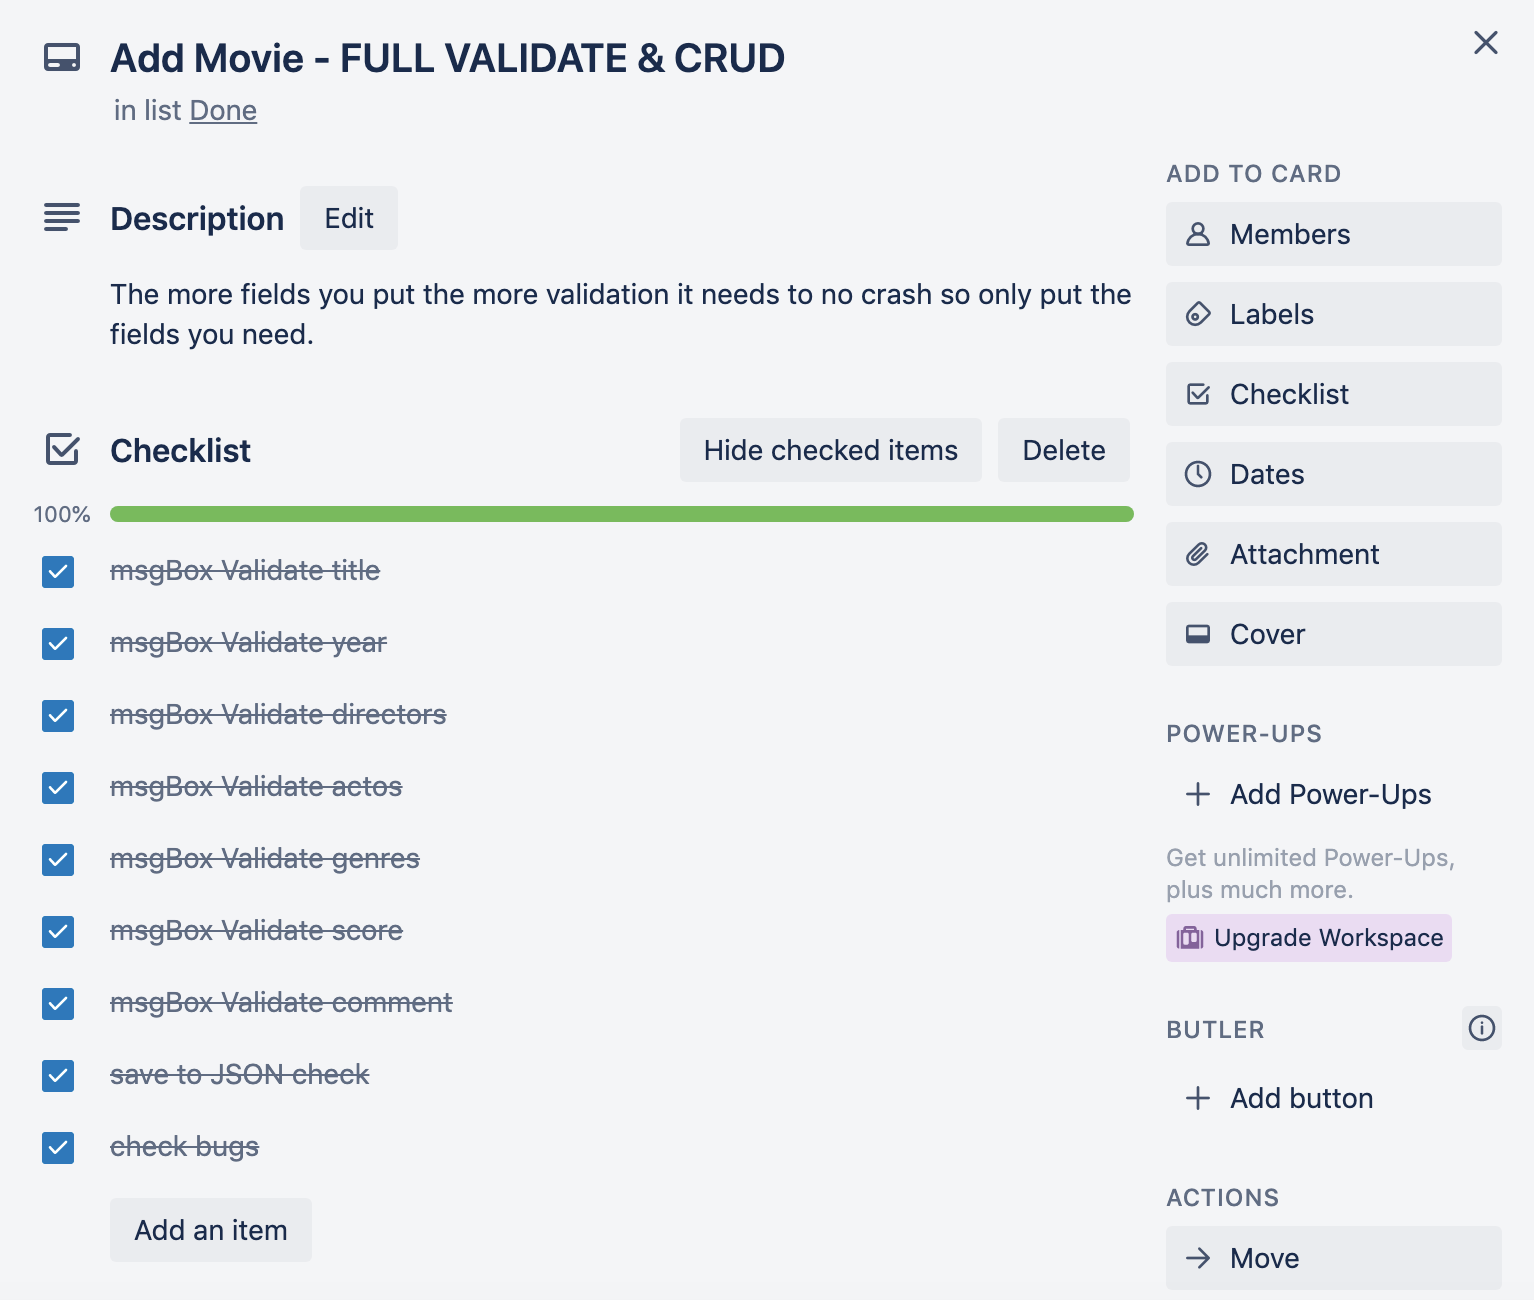 Add Movie - FULL VALIDATE & CRUD
in list Done
Description
Edit
The more fields you put the more validation it needs to no crash so only put the
fields you need.
Checklist
Hide checked items
Delete
100%
msgBox Validate title
msgBox Validate year
msgBox Validate directors
msgBox Validate actos
msgBox Validate genres
msgBox Validate score
msgBox Validate comment
save to JSON check
check bugs
Add an item
ADD TO CARD
Members
Labels
Checklist
Dates
Attachment
Cover
POWER-UPS
Add Power-Ups
Get unlimited Power-Ups,
plus much more.
Upgrade Workspace
BUTLER
Add button
ACTIONS
Move